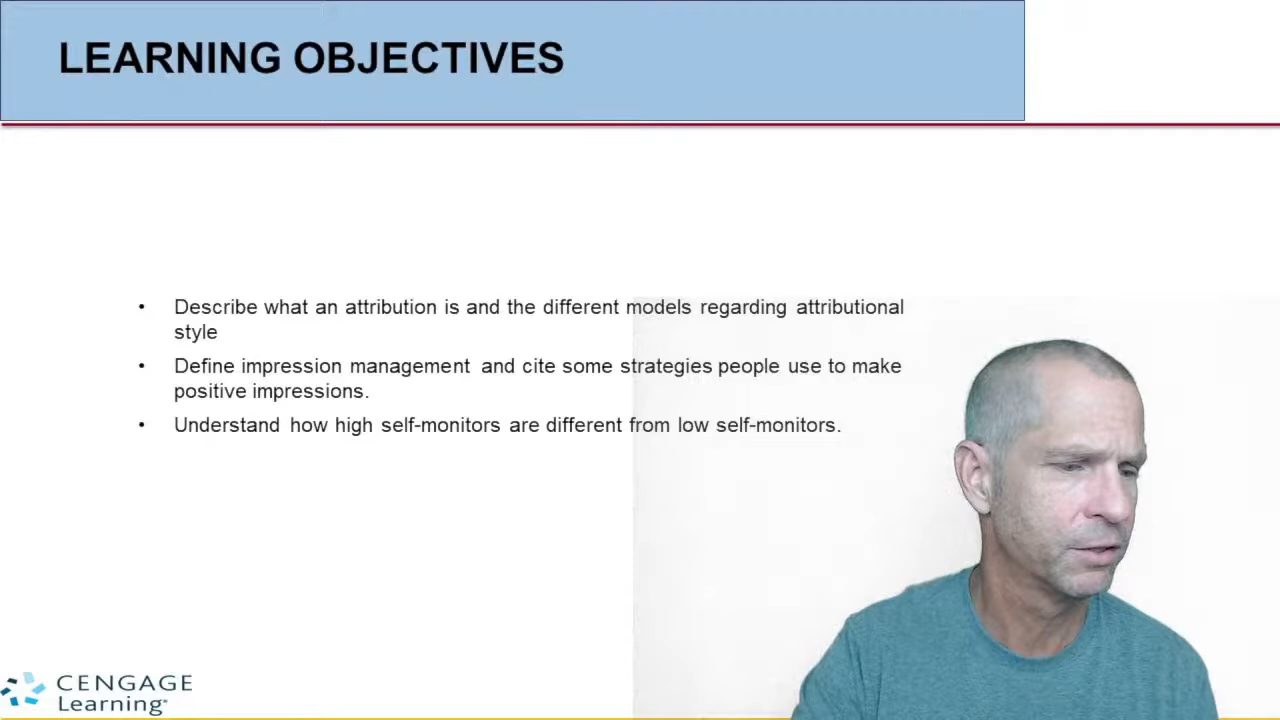 LEARNING OBJECTIVES
• Describe what an attribution is and the different models regarding attributional
style
• Define impression management and cite some strategies people use to make
positive impressions.
• Understand how high self-monitors are different from low self-monitors.
CENGAGE
Learning®